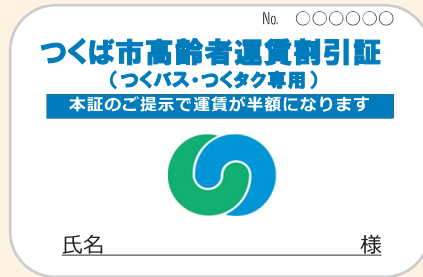 № ○○○○○○
つくば市高齢者運賃割引証
(つくバス・つくタク専用)
本証のご提示で運賃が半額になります
氏名 様